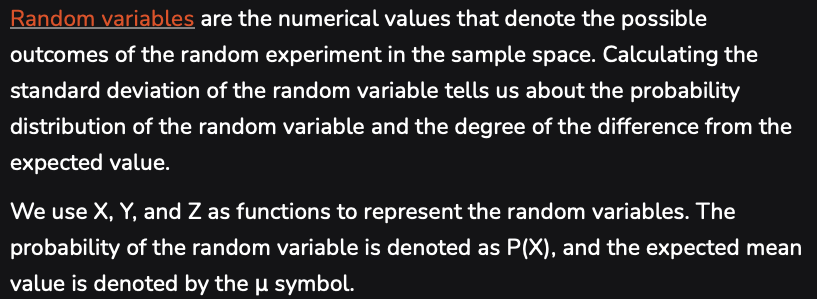 Random variables are the numerical values that denote the possible
outcomes of the random experiment in the sample space. Calculating the
standard deviation of the random variable tells us about the probability
distribution of the random variable and the degree of the difference from the
expected value.
We use X, Y, and Z as functions to represent the random variables. The
probability of the random variable is denoted as P(X), and the expected mean
value is denoted by the μ symbol.